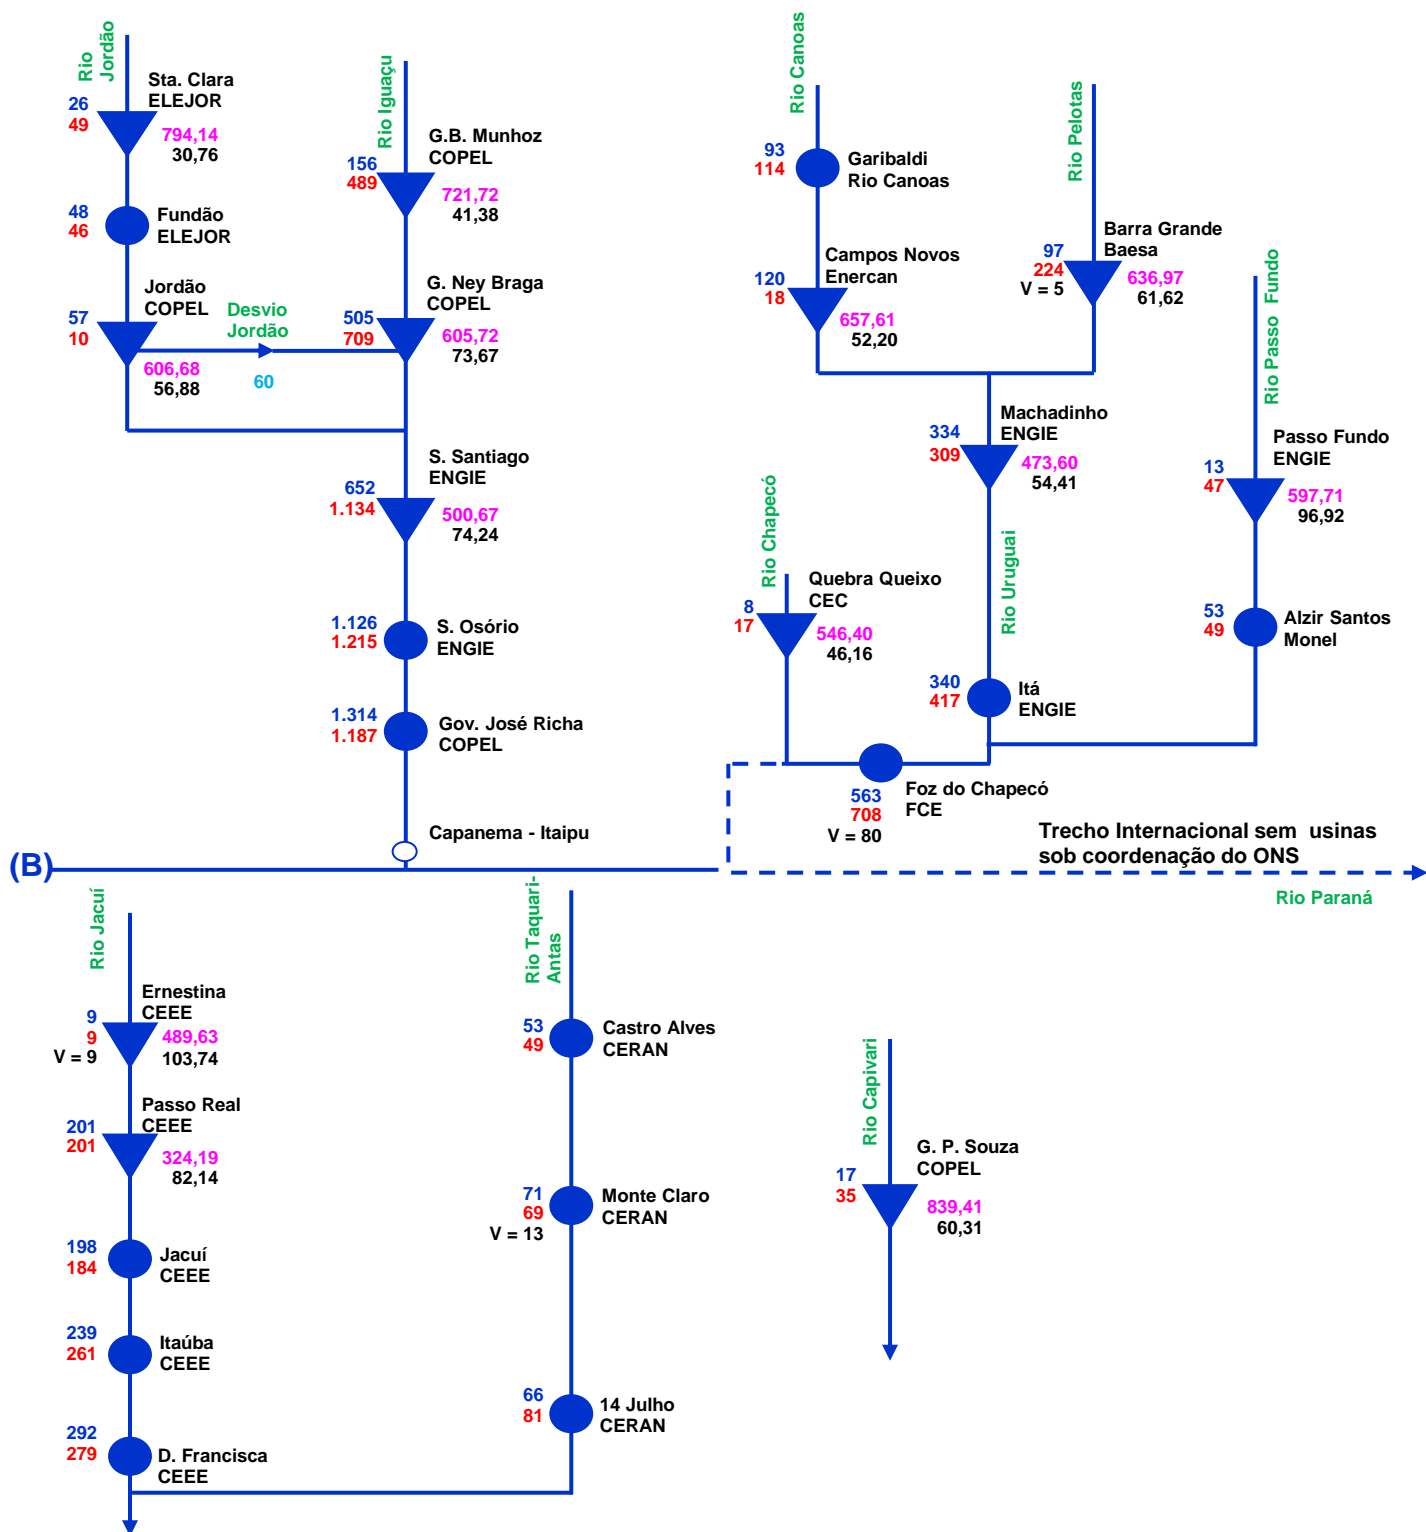 Rio
Jordão
Sta. Clara
ELEJOR
26
49
794,14
30,76
Fundão
ELEJOR
48
46
Jordão
COPEL
57
10
606,68
56,88
Desvio
Jordão
60
Rio Iguaçu
G.B. Munhoz
COPEL
156
489
721,72
41,38
G. Ney Braga
COPEL
505
709
605,72
73,67
S. Santiago
ENGIE
652
1.134
500,67
74,24
1.126
1.215
S. Osório
ENGIE
1.314
1.187
Gov. José Richa
COPEL
Capanema - Itaipu
Rio Canoas
93
114
Garibaldi
Rio Canoas
Campos Novos
Enercan
120
18
657,61
52,20
Rio Pelotas
Barra Grande
Baesa
97
224
V = 5
636,97
61,62
Machadinho
ENGIE
334
309
473,60
54,41
Rio Passo Fundo
Passo Fundo
ENGIE
13
47
597,71
96,92
53
49
Alzir Santos
Monel
Rio Chapecó
Quebra Queixo
CEC
8
17
546,40
46,16
Rio Uruguai
340
417
Itá
ENGIE
Foz do Chapecó
FCE
563
708
V = 80
Trecho Internacional sem usinas
sob coordenação do ONS
(B)
Rio Paraná
Rio Jacuí
Ernestina
CEEE
9
9
V = 9
489,63
103,74
Passo Real
CEEE
201
201
324,19
82,14
198
184
Jacuí
CEEE
239
261
Itaúba
CEEE
292
279
D. Francisca
CEEE
Rio Taquari-
Antas
53
49
Castro Alves
CERAN
71
69
V = 13
Monte Claro
CERAN
66
81
14 Julho
CERAN
Rio Capivari
G. P. Souza
COPEL
17
35
839,41
60,31